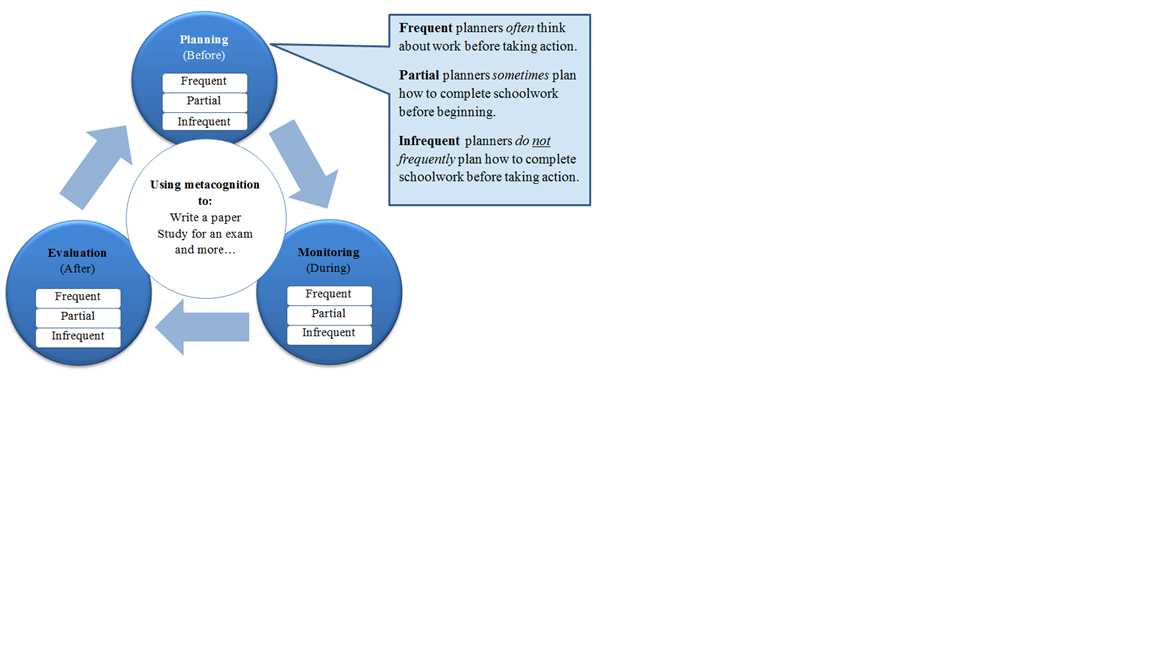 Planning
(Before)
Frequent
Partial
Infrequent
Frequent planners often think
about work before taking action.
Partial planners sometimes plan
how to complete schoolwork
before beginning.
Infrequent planners do not
frequently plan how to complete
schoolwork before taking action.
Using metacognition
to:
Write a paper
Study for an exam
and more…
Monitoring
(During)
Frequent
Partial
Infrequent
Evaluation
(After)
Frequent
Partial
Infrequent